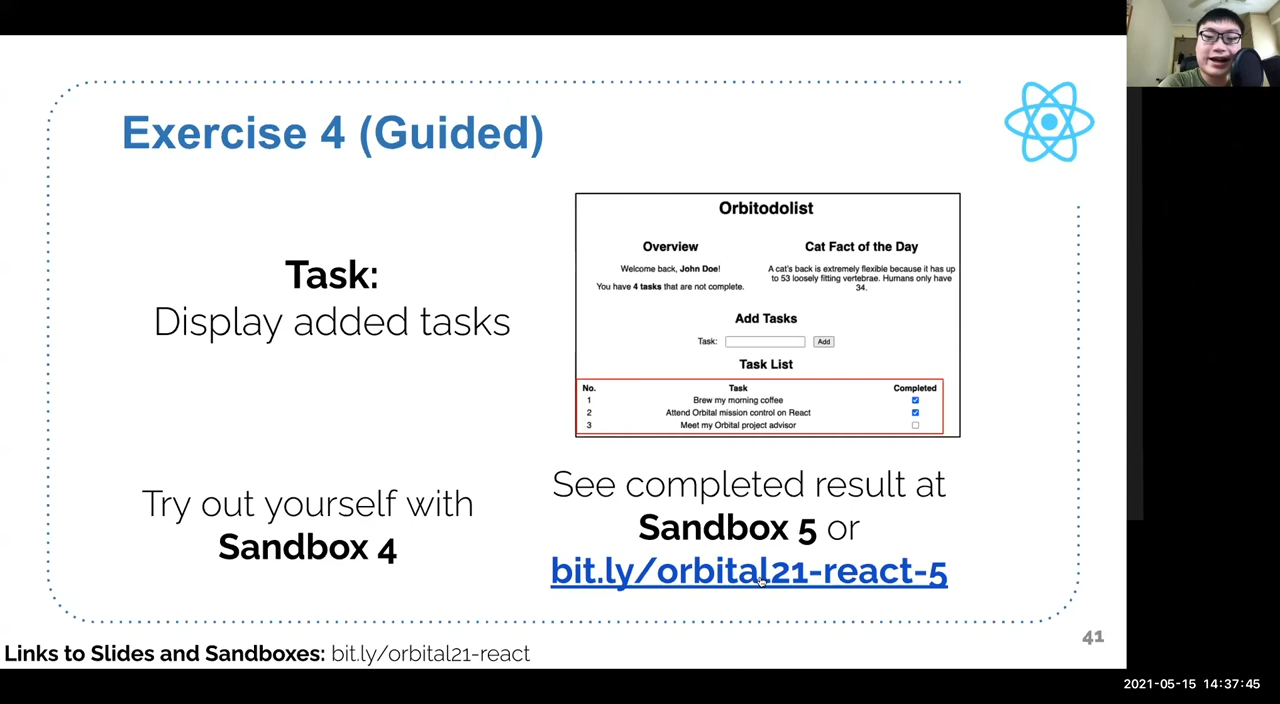 Exercise 4 (Guided)
Task:
Display added tasks
Orbitodolist
Overview
Welcome back, John Doe!
You have 4 tasks that are not complete.
Cat Fact of the Day
A cat's back is extremely flexible because it has up
to 53 loosely fitting vertebrae. Humans only have
34.
Add Tasks
Task: Add
Task List
No. Task Completed
1 Brew my morning coffee
2 Attend Orbital mission control on React
3 Meet my Orbital project advisor
Try out yourself with
Sandbox 4
See completed result at
Sandbox 5 or
bit.ly/orbital21-react-5
41
Links to Slides and Sandboxes: bit.ly/orbital21-react
2021-05-15 14:37:45